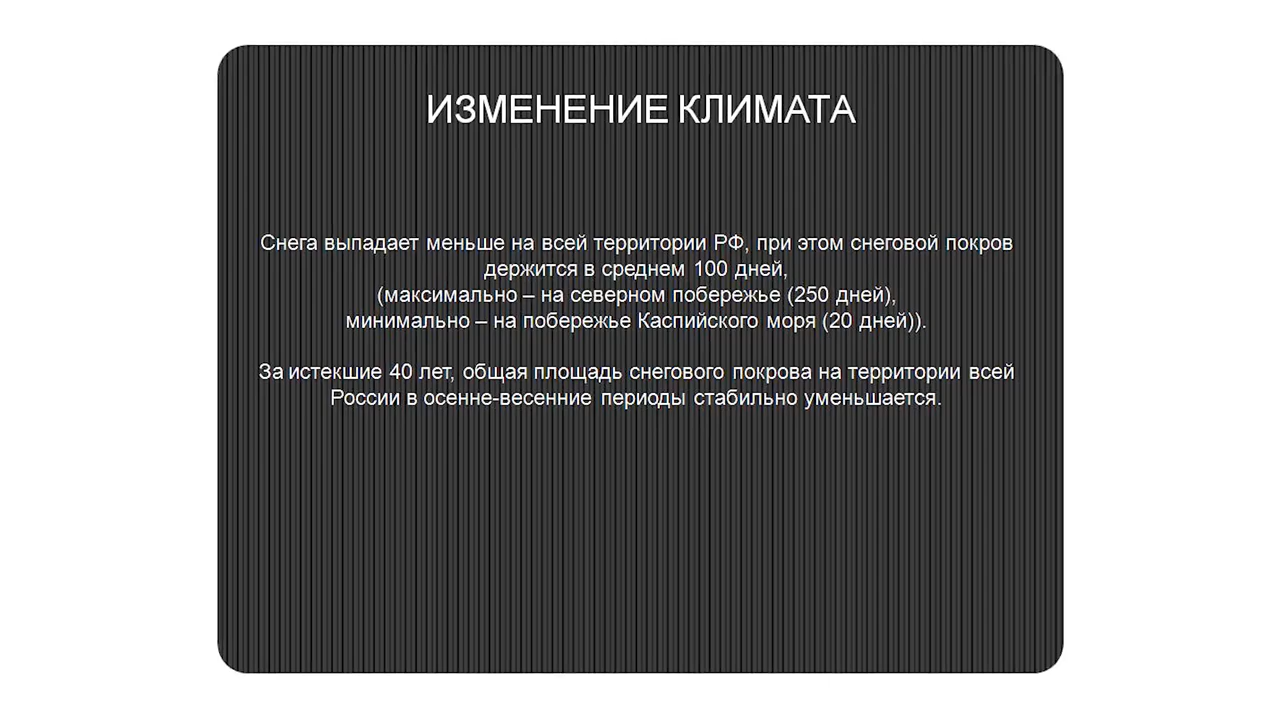 ИЗМЕНЕНИЕ КЛИМАТА
Снега выпадает меньше на всей территории РФ, при этом снеговой покров
держится в среднем 100 дней,
(максимально – на северном побережье (250 дней),
минимально – на побережье Каспийского моря (20 дней)).
За истекшие 40 лет, общая площадь снегового покрова на территории всей
России в осенне-весенние периоды стабильно уменьшается.